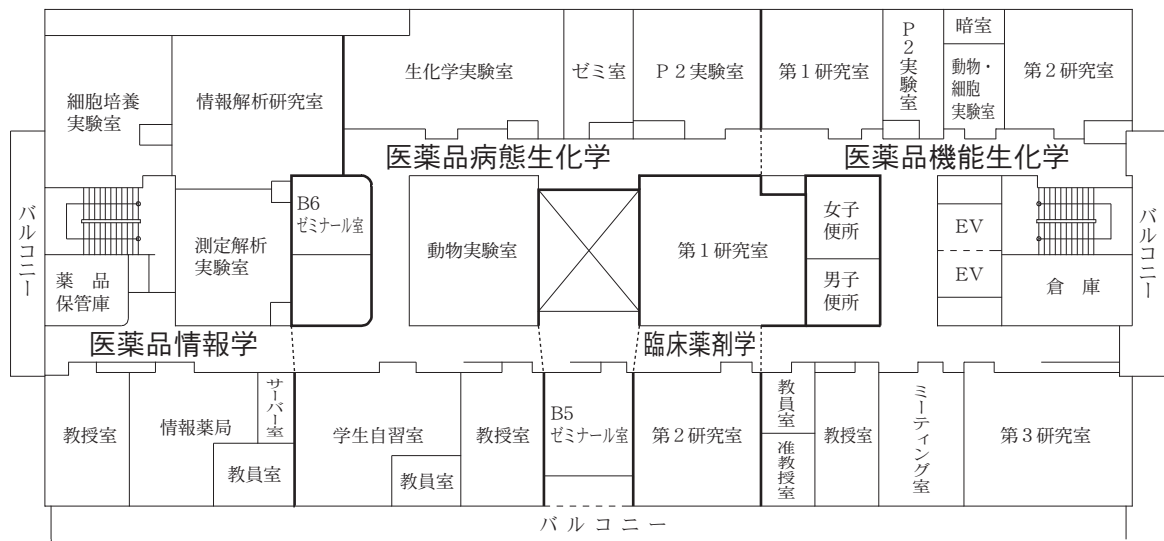 生化学実験室
ゼミ室
P2実験室
第1研究室
P2実験室
暗室
動物・
細胞
実験室
第2研究室
細胞培養
実験室
情報解析研究室
医薬品病態生化学
医薬品機能生化学
バルコニー
B6
ゼミナール室
測定解析
実験室
動物実験室
第1研究室
女子
便所
男子
便所
EV
EV
倉庫
バルコニー
薬品
保管庫
医薬品情報学
臨床薬剤学
教授室
情報薬局
サーバー室
教員室
学生自習室
教員室
教授室
B5
ゼミナール室
第2研究室
教員室
准教授室
教授室
ミーティング室
第3研究室
バルコニー